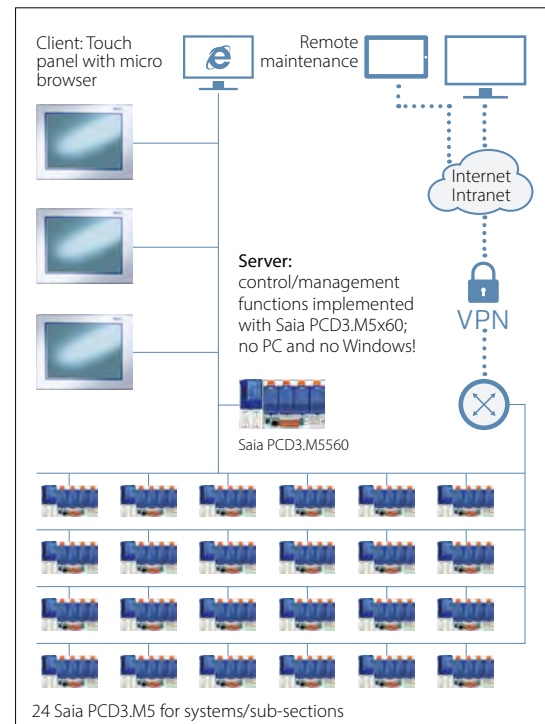 Client: Touch
panel with micro
browser
Remote
maintenance
Internet
Intranet
Server:
control/management
functions implemented
with Saia PCD3.M5x60;
no PC and no Windows!
VPN
Saia PCD3.M5560
24 Saia PCD3.M5 for systems/sub-sections